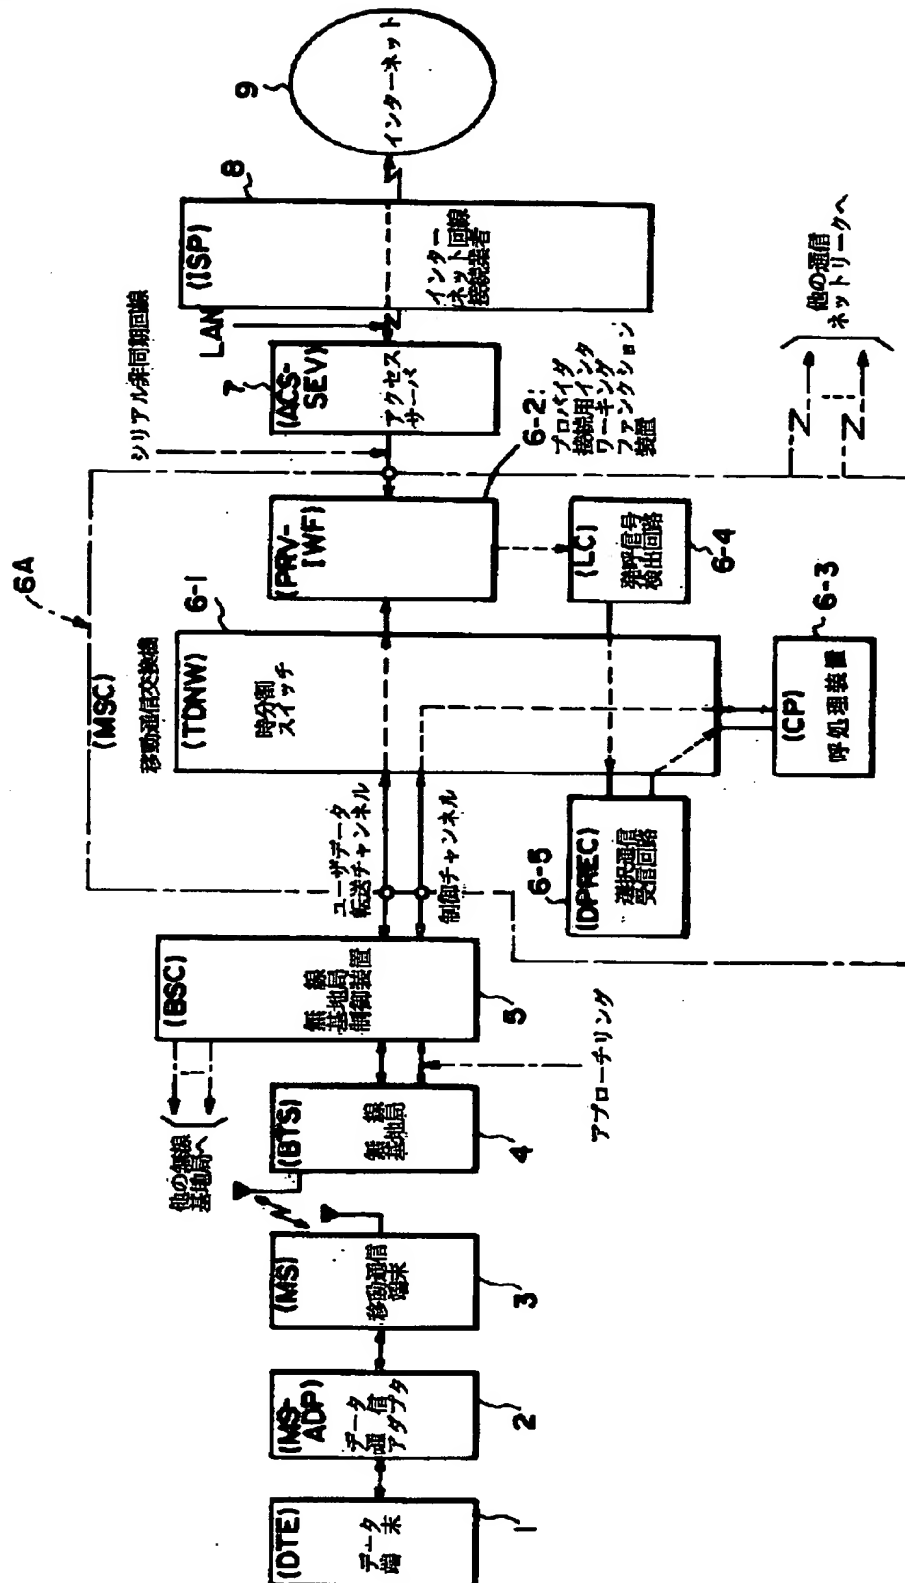 (DTE)
データ
端　末
1
(MS-
ADP)
データ
通　信
アダプタ
2
(MS)
移動通信
端末
3
他の無線
基地局へ
(BTS)
無　線
基地局
4
アプローチリング
(BSC)
無　線
基地局
制御装置
5
ユーザデータ
転送チャンネル
制御チャンネル
6A
(MSC)
移動通信交換機
(TDNW)
時分割
スイッチ
6-1
(DPREC)
選択通信
受信回路
6-5
(CP)
呼処理装置
6-3
(PRV-
IWF)
6-2:
プロバイダ
接続用インタ
ワーキング
ファンクション
装置
(LC)
発呼信号
検出回路
6-4
シリアル非同期回線
7
(ACS-
SEV)
アクセス
サーバ
LAN
(ISP)
インター
ネット回線
接続業者
8
インターネット
9
他の通信
ネットリークへ